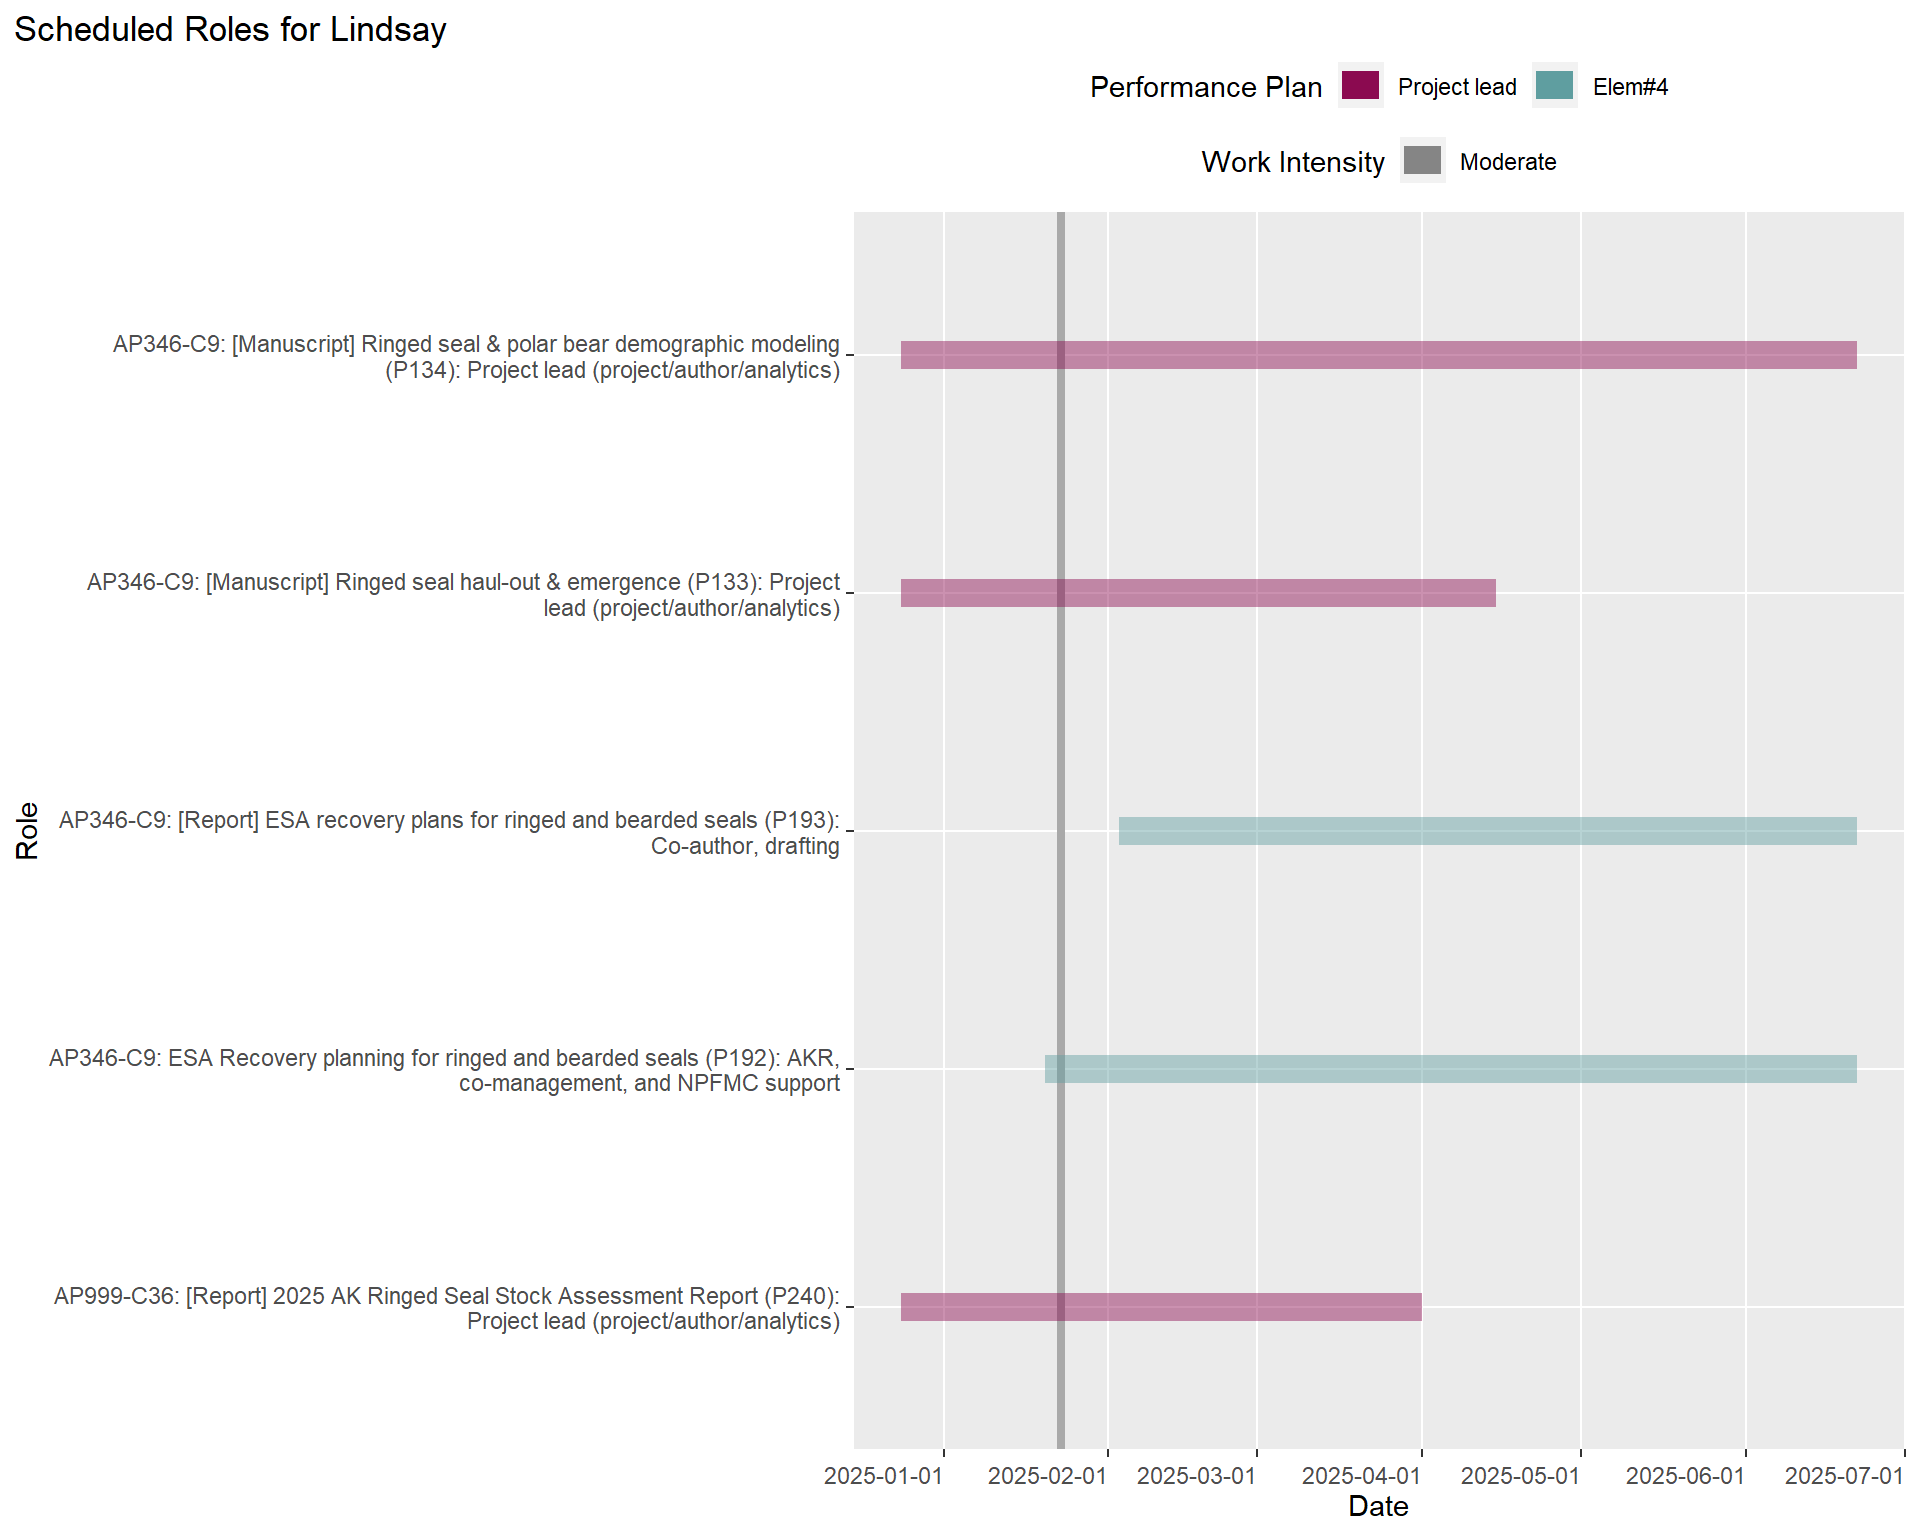 Scheduled Roles for Lindsay
Performance Plan Project lead Elem#4
Work Intensity Moderate
AP346-C9: [Manuscript] Ringed seal & polar bear demographic modeling
(P134): Project lead (project/author/analytics)
AP346-C9: [Manuscript] Ringed seal haul-out & emergence (P133): Project
lead (project/author/analytics)
Role
AP346-C9: [Report] ESA recovery plans for ringed and bearded seals (P193):
Co-author, drafting
AP346-C9: ESA Recovery planning for ringed and bearded seals (P192): AKR,
co-management, and NPFMC support
AP999-C36: [Report] 2025 AK Ringed Seal Stock Assessment Report (P240):
Project lead (project/author/analytics)
2025-01-01 2025-02-01 2025-03-01 2025-04-01 2025-05-01 2025-06-01 2025-07-01
Date